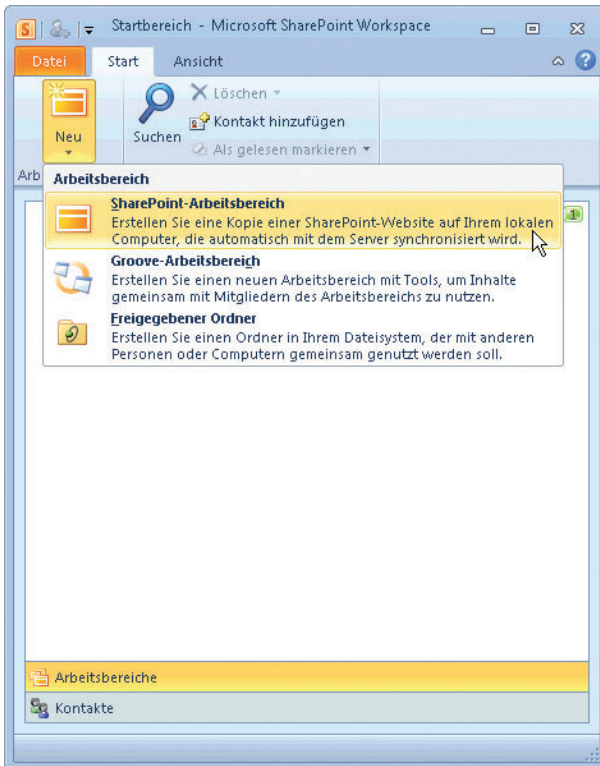 Startbereich - Microsoft SharePoint Workspace
Datei Start Ansicht
Neu
Suchen
Löschen
Kontakt hinzufügen
Als gelesen markieren
Arb
Arbeitsbereich
SharePoint-Arbeitsbereich
Erstellen Sie eine Kopie einer SharePoint-Website auf Ihrem lokalen
Computer, die automatisch mit dem Server synchronisiert wird.
1
Groove-Arbeitsbereich
Erstellen Sie einen neuen Arbeitsbereich mit Tools, um Inhalte
gemeinsam mit Mitgliedern des Arbeitsbereichs zu nutzen.
Freigegebener Ordner
Erstellen Sie einen Ordner in Ihrem Dateisystem, der mit anderen
Personen oder Computern gemeinsam genutzt werden soll.
Arbeitsbereiche
Kontakte